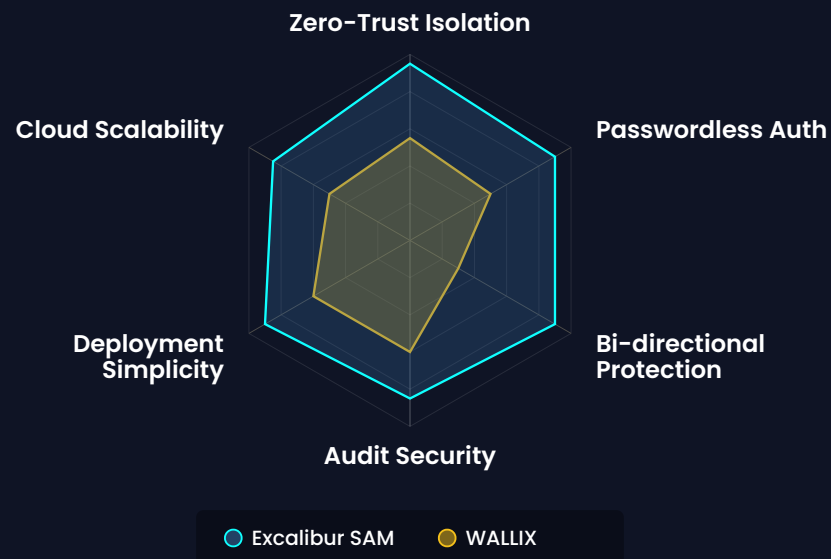 Zero-Trust Isolation
Cloud Scalability
Passwordless Auth
Deployment
Simplicity
Bi-directional
Protection
Audit Security
Excalibur SAM
WALLIX